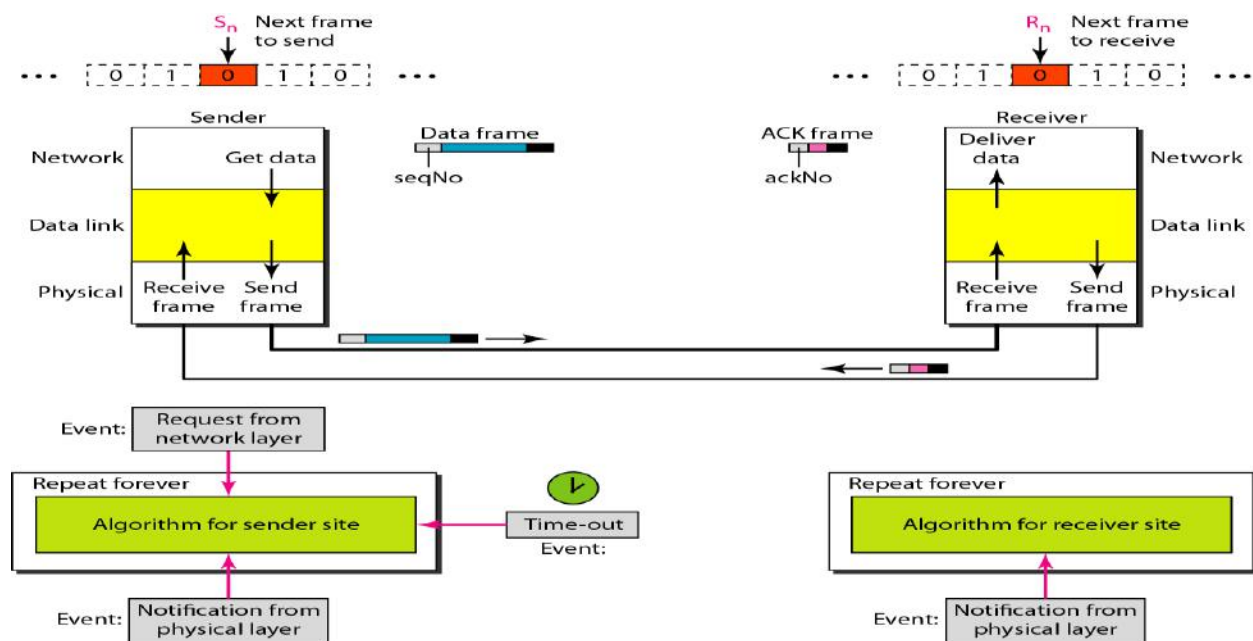 Sn Next frame to send
Rn Next frame to receive
... 0 1 0 1 0 ...
... 0 1 0 1 0 ...
Sender
Receiver
Data frame
ACK frame
seqNo
ackNo
Network
Get data
Deliver data
Network
Data link
Data link
Physical
Receive frame
Send frame
Receive frame
Send frame
Physical
Event:
Request from network layer
Repeat forever
Algorithm for sender site
Time-out
Event:
Event:
Notification from physical layer
Repeat forever
Algorithm for receiver site
Event:
Notification from physical layer